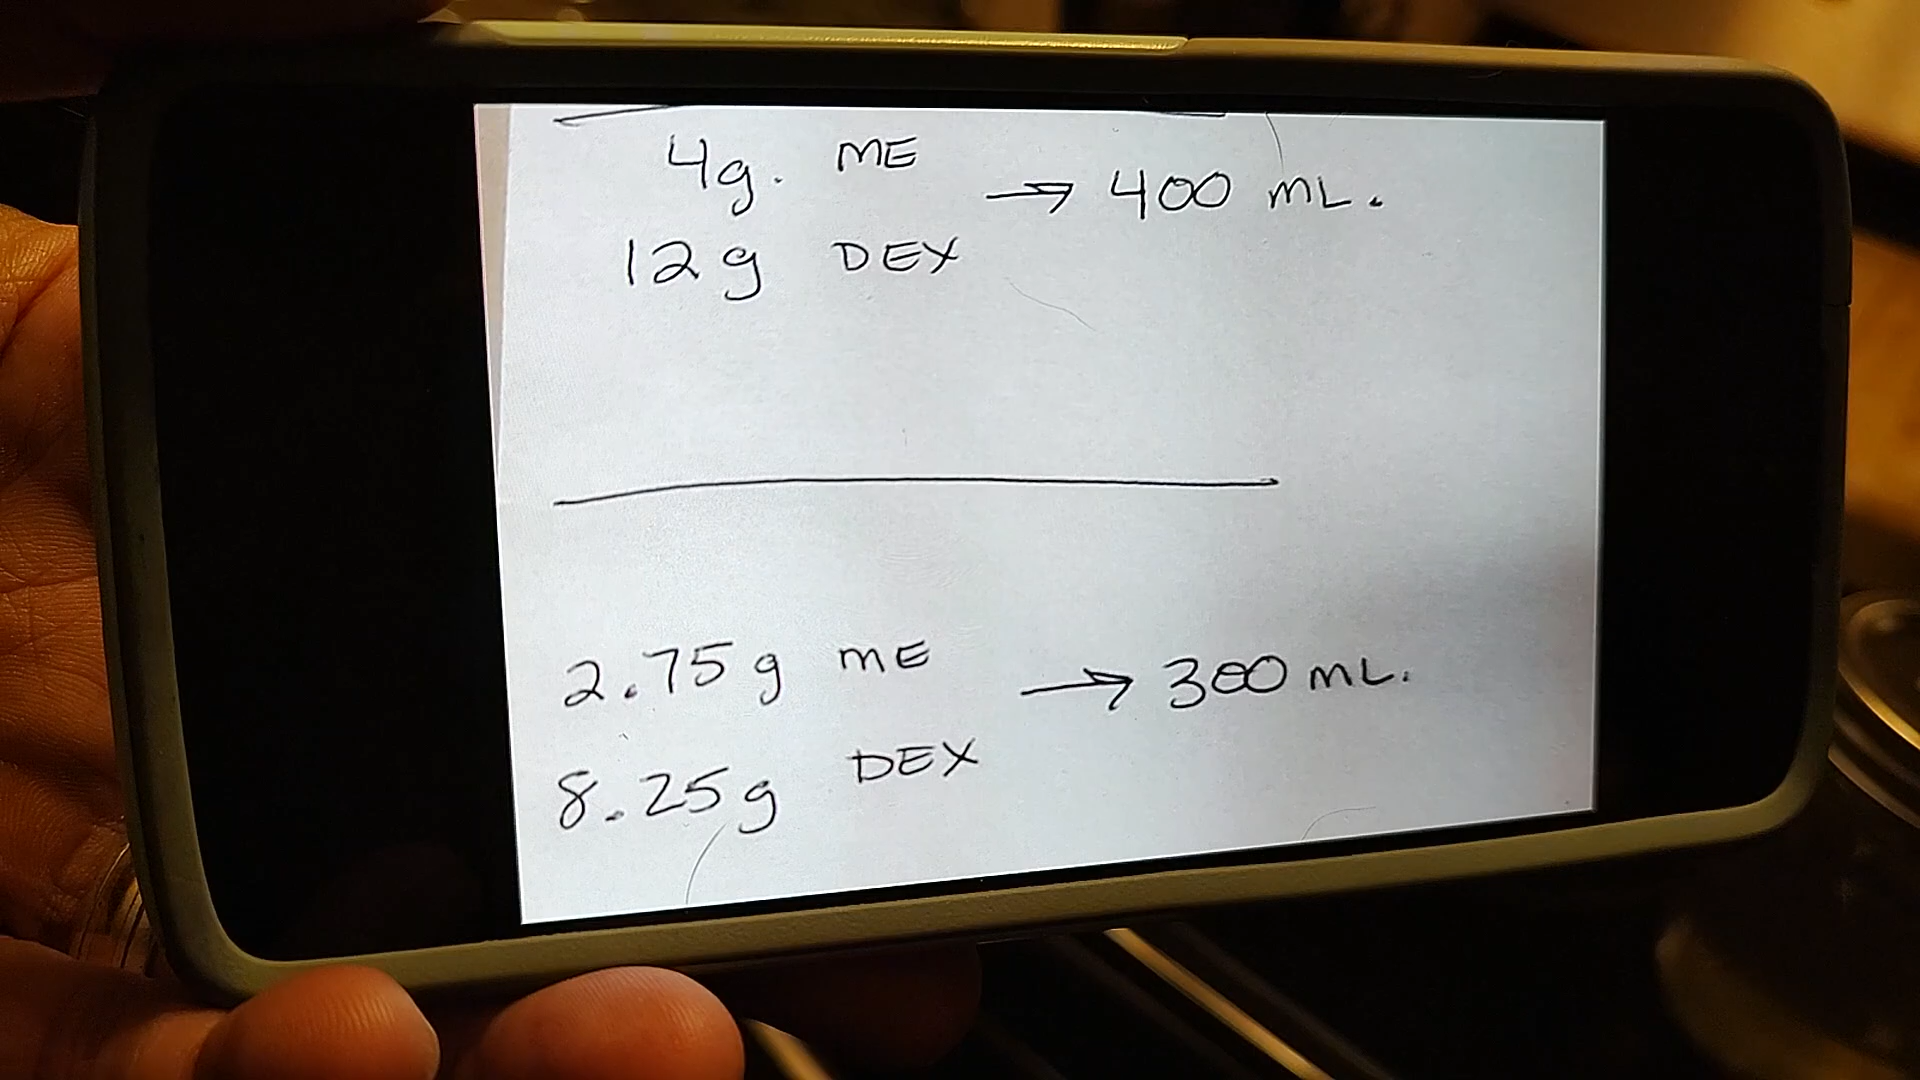 4g. ME
→ 400 mL.
12g DEX
2.75g ME
→ 300 mL.
8.25g DEX